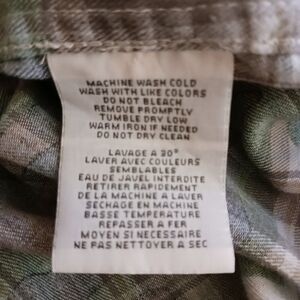 MACHINE WASH COLD
WASH WITH LIKE COLORS
DO NOT BLEACH
REMOVE PROMPTLY
TUMBLE DRY LOW
WARM IRON IF NEEDED
DO NOT DRY CLEAN
LAVAGE A 30°
LAVER AVEC COULEURS
SEMBLABLES
EAU DE JAVEL INTERDITE
RETIRER RAPIDEMENT
DE LA MACHINE A LAVER
SECHAGE EN MACHINE
BASSE TEMPERATURE
REPASSER A FER
MOYEN SI NECESSAIRE
NE PAS NETTOYER A SEC